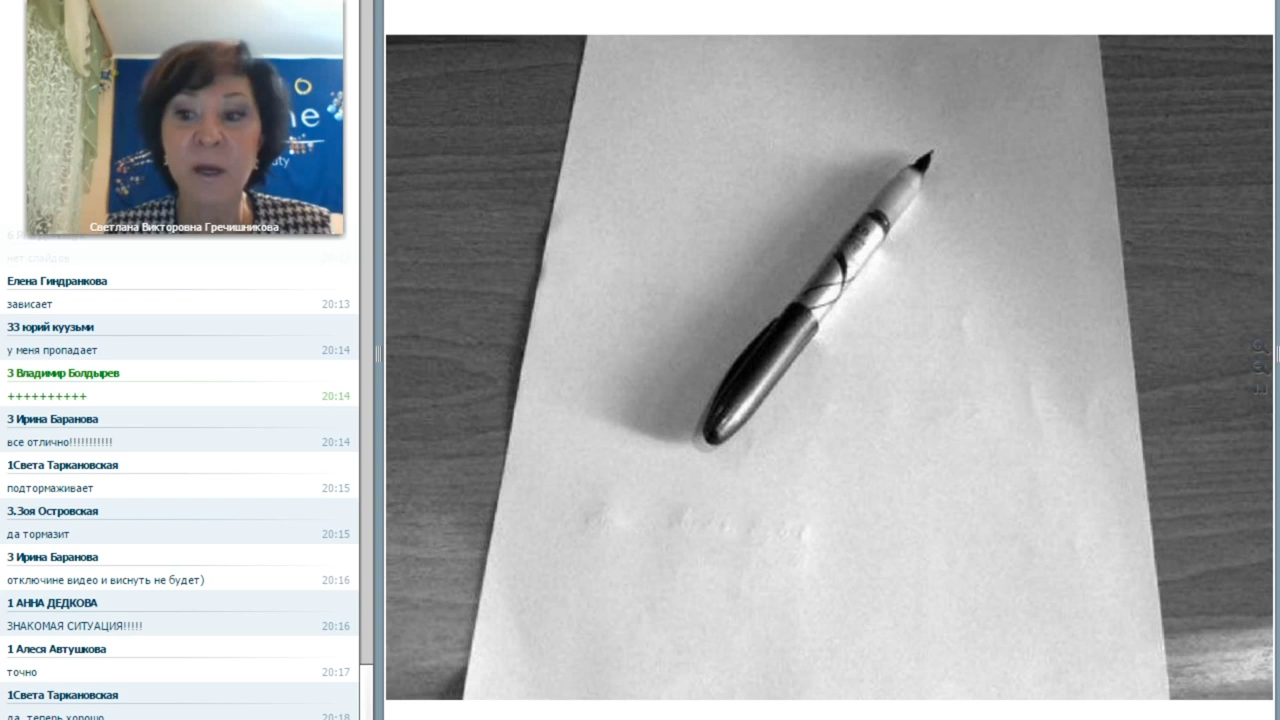 Светлана Викторовна Гречишникова
нет слайдов
Елена Гиндранкова
зависает 20:13
33 юрий куузьми
у меня пропадает 20:14
3 Владимир Болдырев
++++++++++ 20:14
3 Ирина Баранова
все отлично!!!!!!!!!!! 20:14
1Света Таркановская
подтормаживает 20:15
3.Зоя Островская
да тормозит 20:15
3 Ирина Баранова
отключине видео и виснуть не будет) 20:16
1 АННА ДЕДКОВА
ЗНАКОМАЯ СИТУАЦИЯ!!!!! 20:16
1 Алеся Автушкова
точно 20:17
1Света Таркановская
да, теперь хорошо 20:18